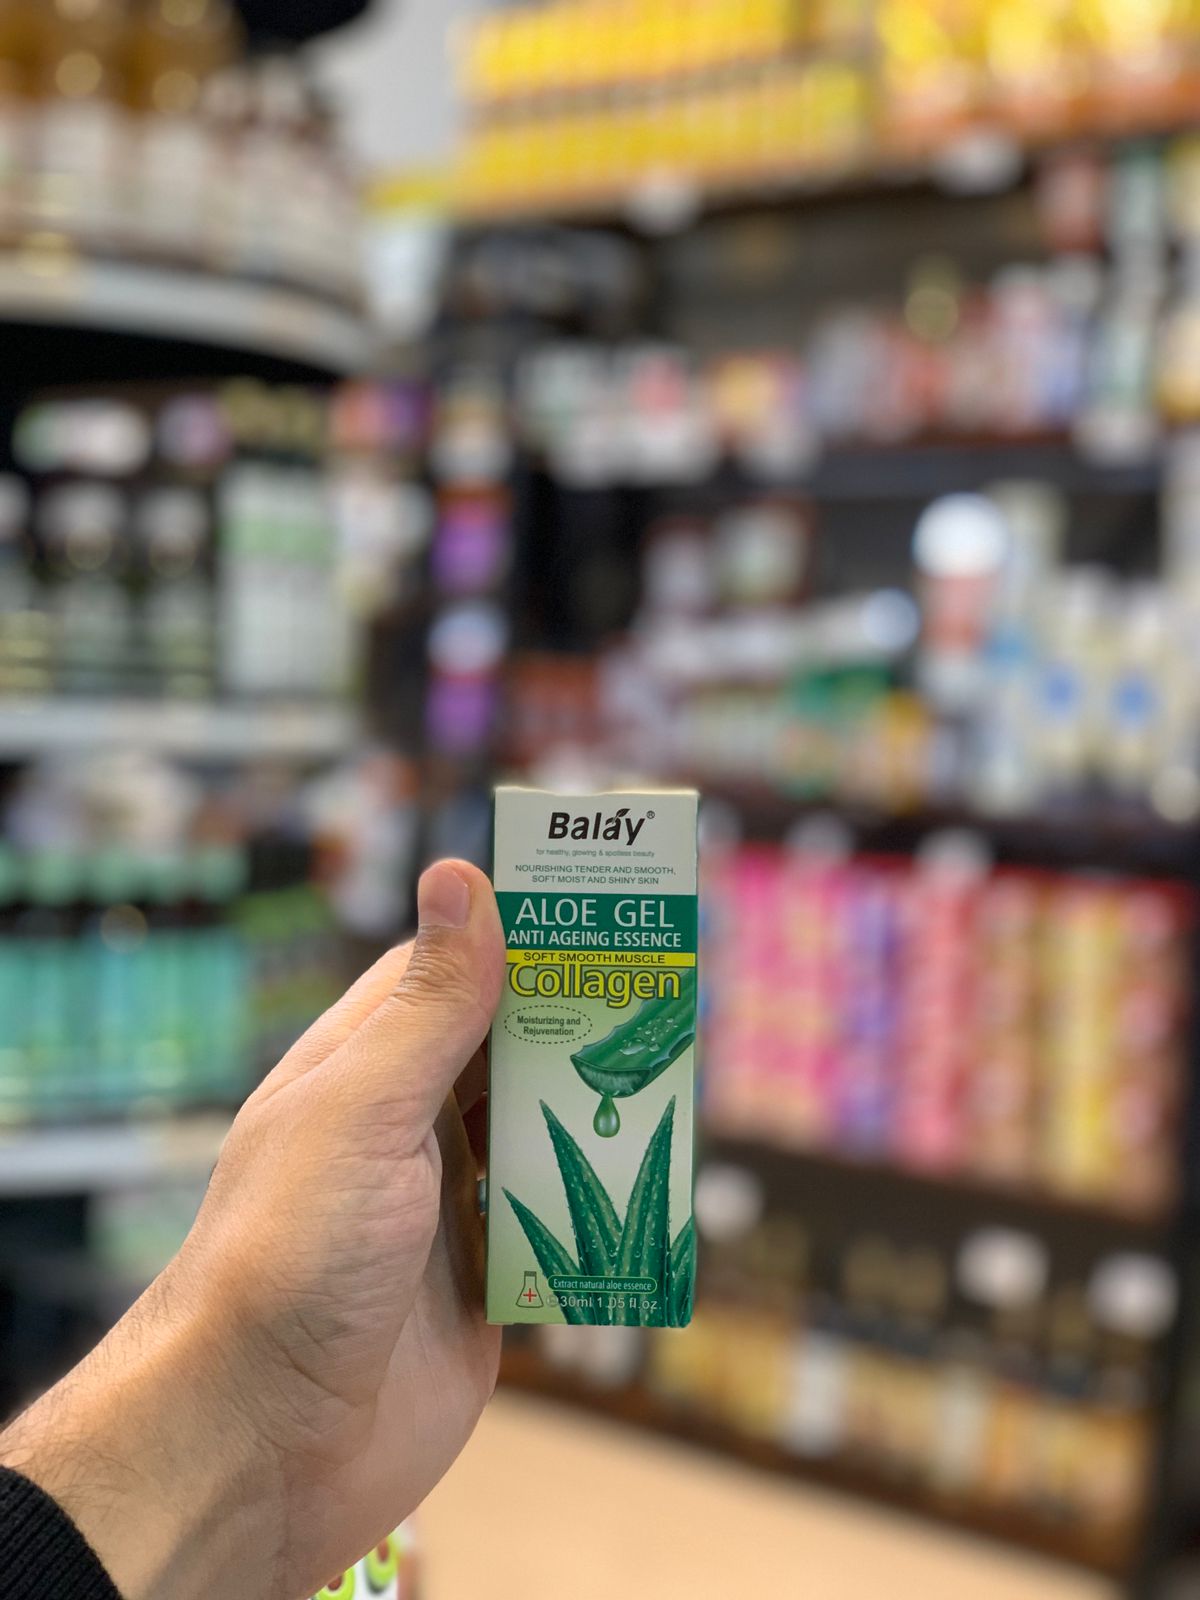 Balay®
for healthy, glowing & spotless beauty
NOURISHING TENDER AND SMOOTH,
SOFT MOIST AND SHINY SKIN
ALOE GEL
ANTI AGEING ESSENCE
SOFT SMOOTH MUSCLE
Collagen
Moisturizing and
Rejuvenation
Extract natural aloe essence
℮30ml 1.05 fl.oz.